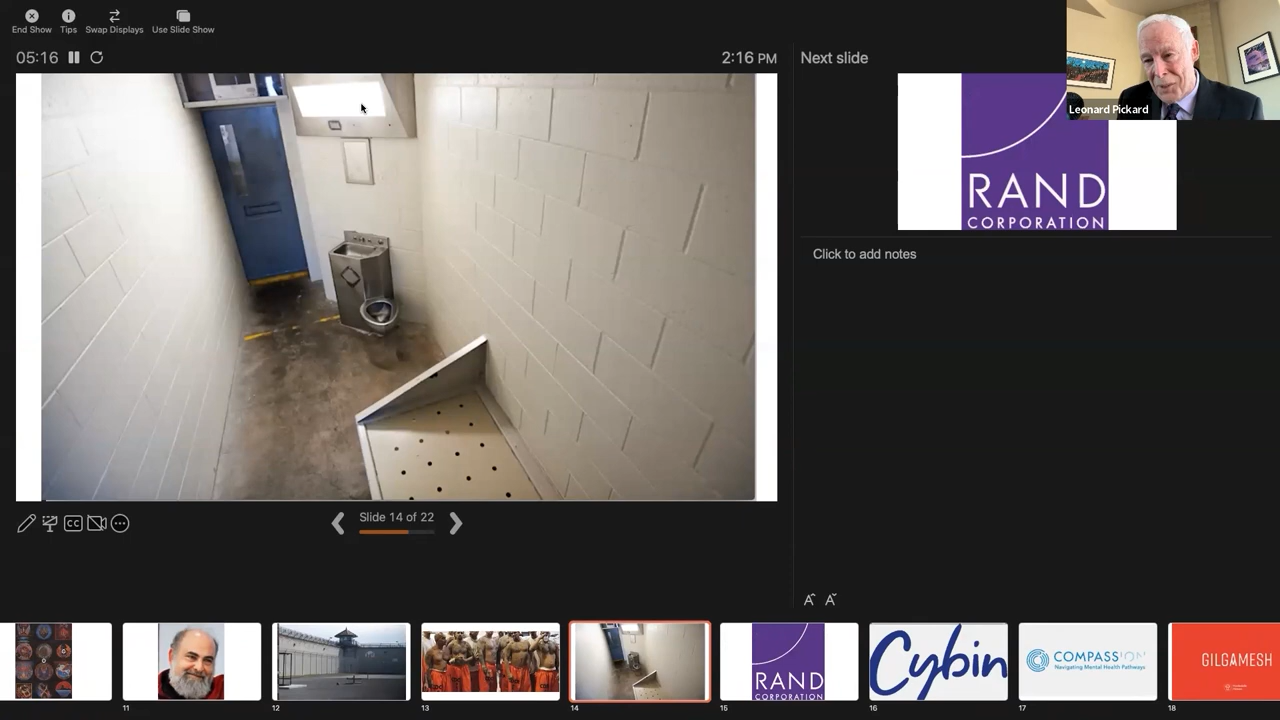 End Show
Tips
Swap Displays
Use Slide Show
05:16
2:16 PM
Next slide
Leonard Pickard
RAND
CORPORATION
Click to add notes
CC
Slide 14 of 22
A A
RAND
CORPORATION
Cybin
COMPASSION
Navigating Mental Health Pathways
GILGAMESH
11
12
13
14
15
16
17
18